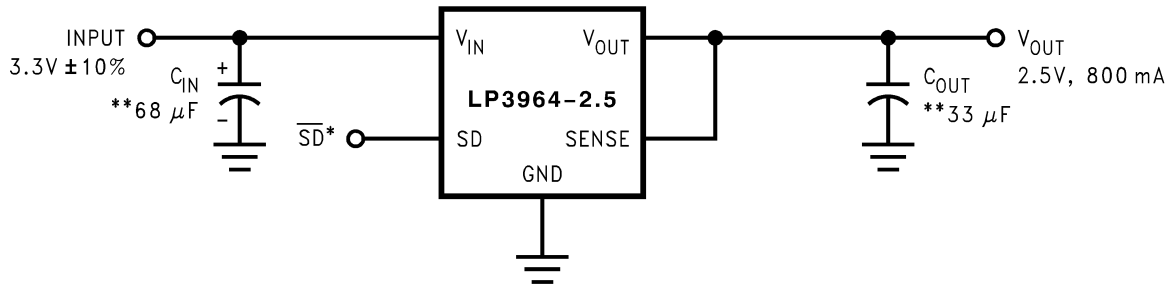 INPUT
3.3V ±10%
+
C_IN
**68 μF
−
S̅D̅*
V_IN
V_OUT
LP3964-2.5
SD
SENSE
GND
V_OUT
2.5V, 800 mA
C_OUT
**33 μF